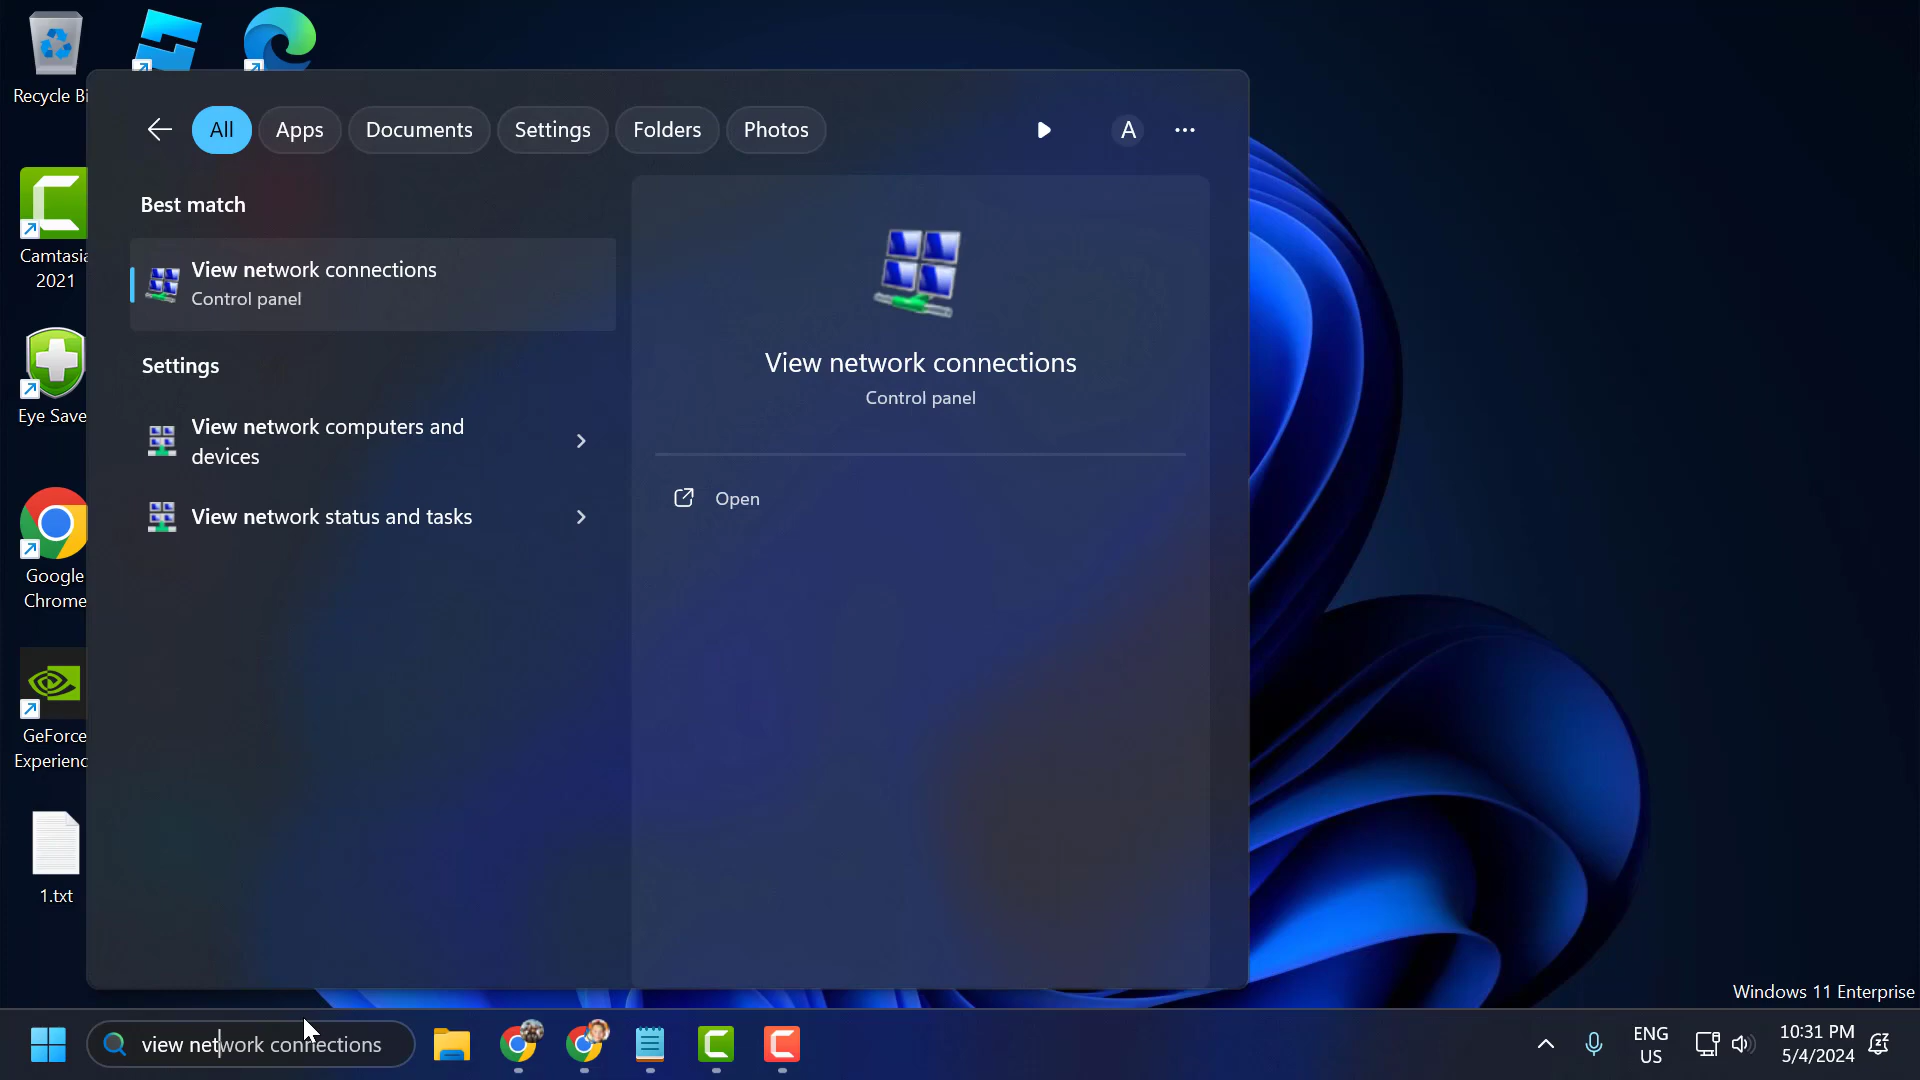 Recycle Bi
All
Apps
Documents
Settings
Folders
Photos
A
Best match
View network connections
Control panel
Settings
View network computers and
devices
View network status and tasks
View network connections
Control panel
Open
Camtasia
2021
Eye Save
Google
Chrome
GeForce
Experienc
1.txt
Windows 11 Enterprise
view network connections
ENG
US
10:31 PM
5/4/2024